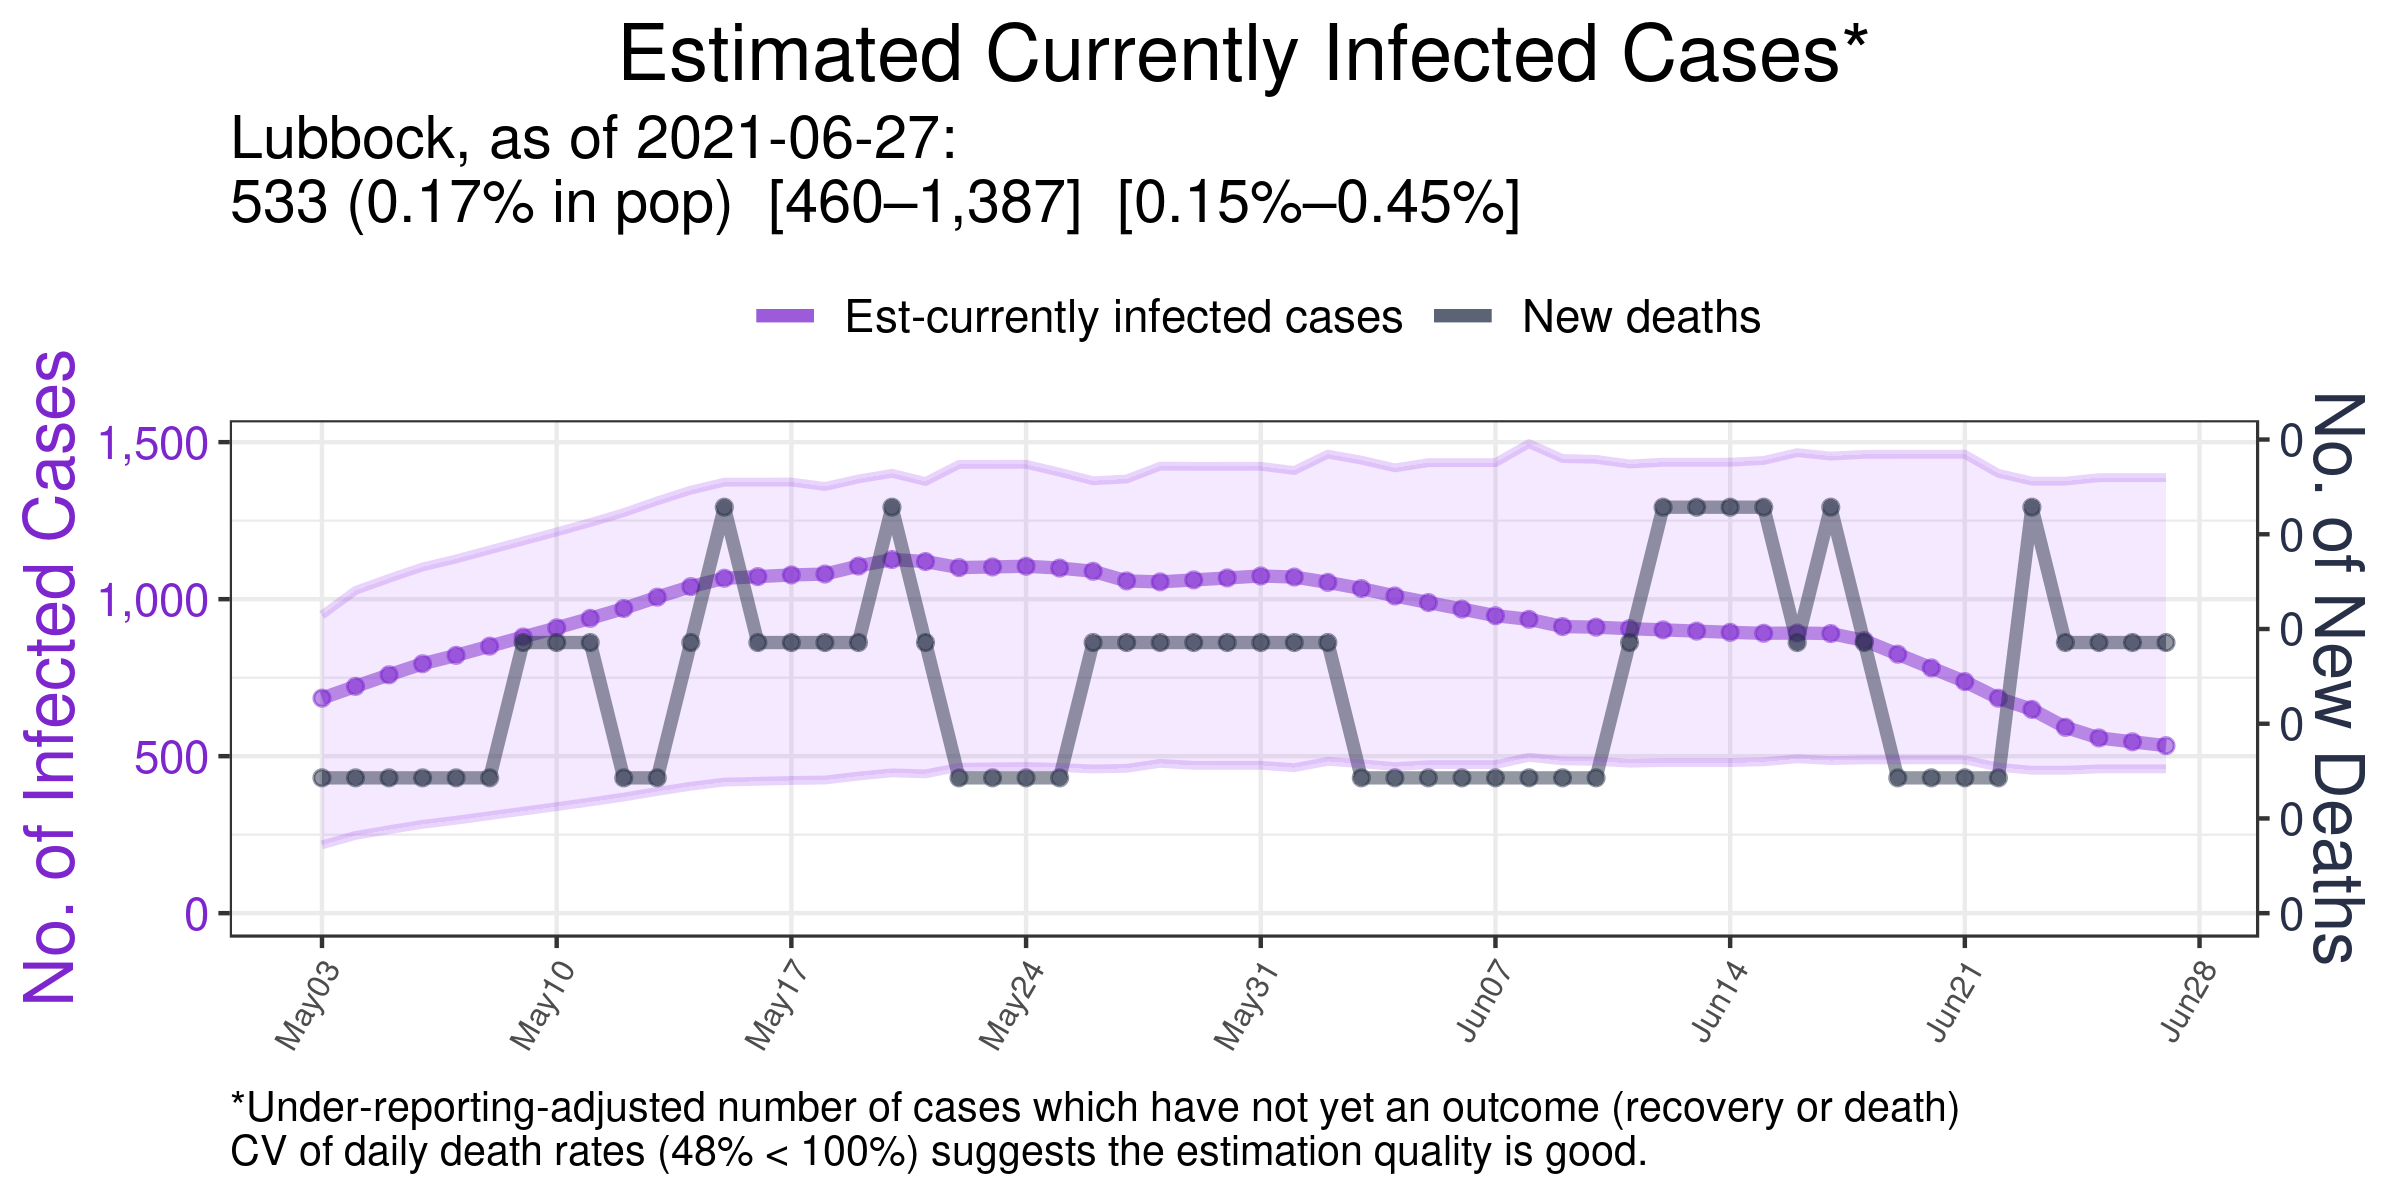 Estimated Currently Infected Cases*
Lubbock, as of 2021-06-27:
533 (0.17% in pop)  [460–1,387]  [0.15%–0.45%]
Est-currently infected cases
New deaths
No. of Infected Cases
1,500
1,000
500
0
No. of New Deaths
0
0
0
0
0
0
May03
May10
May17
May24
May31
Jun07
Jun14
Jun21
Jun28
*Under-reporting-adjusted number of cases which have not yet an outcome (recovery or death)
CV of daily death rates (48% < 100%) suggests the estimation quality is good.